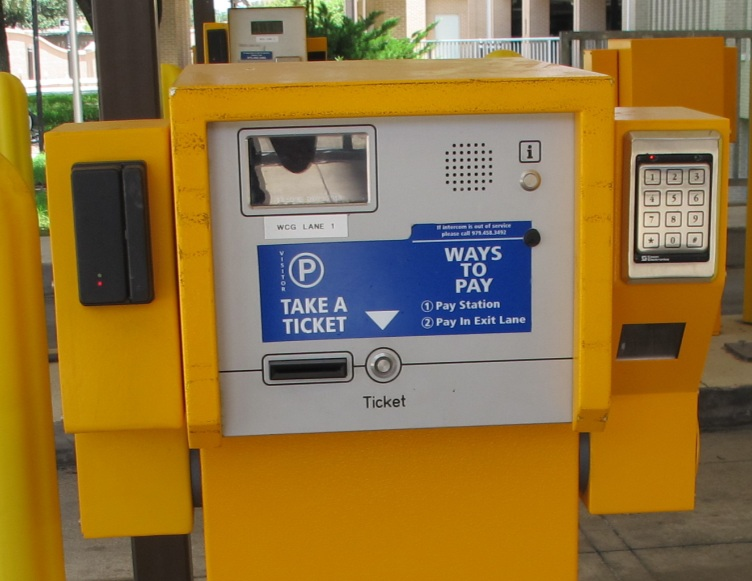 i
WCG LANE 1
If intercom is out of service
please call 979.458.3492
VISITOR
P
TAKE A
TICKET
WAYS
TO
PAY
1 Pay Station
2 Pay In Exit Lane
Ticket
1 2 3
4 5 6
7 8 9
* 0 #